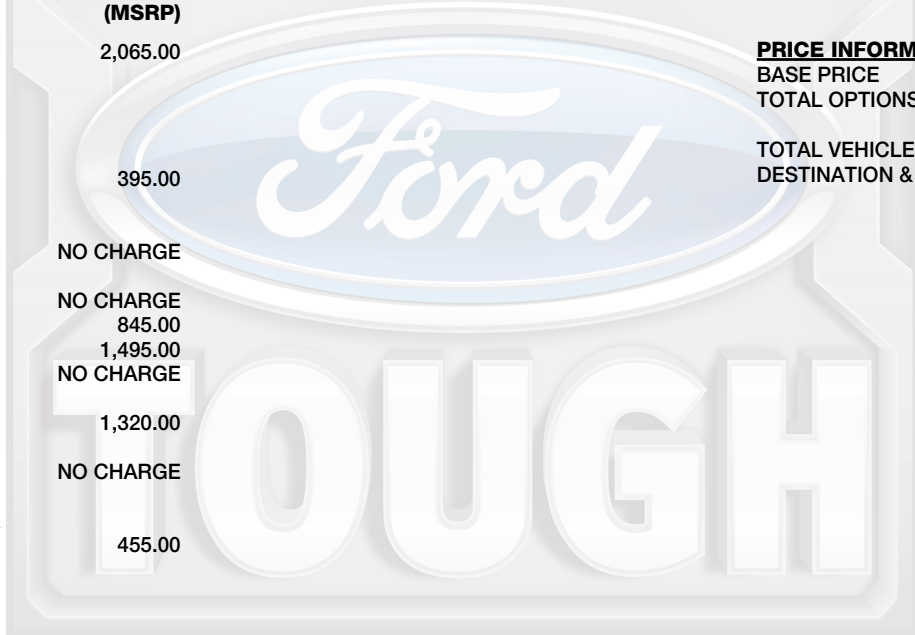 (MSRP)
2,065.00
395.00
NO CHARGE
NO CHARGE
845.00
1,495.00
NO CHARGE
1,320.00
NO CHARGE
455.00
PRICE INFORM
BASE PRICE
TOTAL OPTIONS
TOTAL VEHICLE
DESTINATION &
Ford
TOUGH